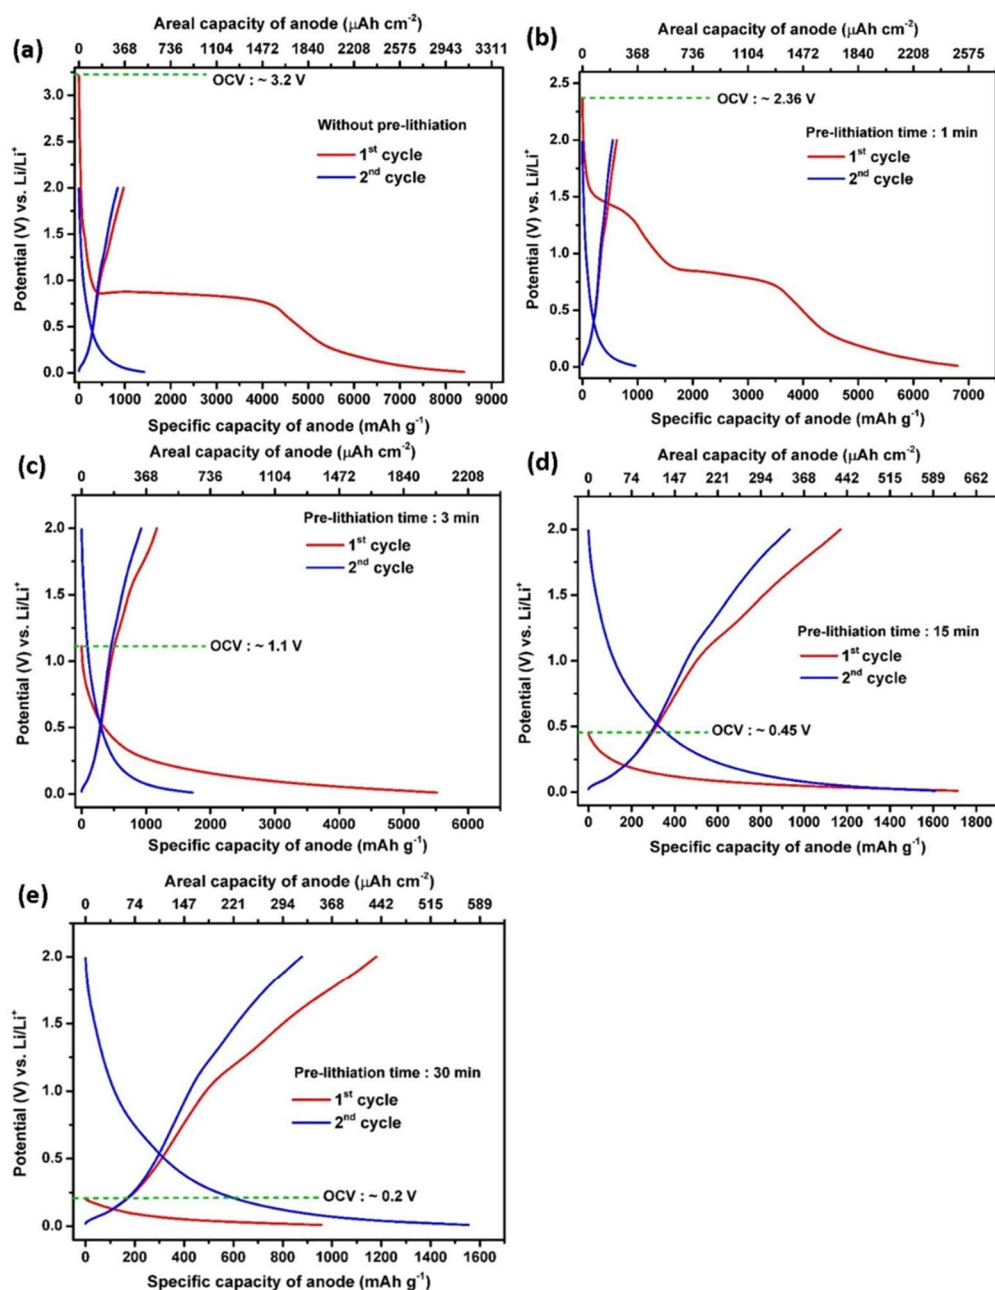 (a)
Areal capacity of anode (μAh cm⁻²)
0 368 736 1104 1472 1840 2208 2575 2943 3311
Potential (V) vs. Li/Li⁺
3.0
2.5
2.0
1.5
1.0
0.5
0.0
OCV : ~ 3.2 V
Without pre-lithiation
1ˢᵗ cycle
2ⁿᵈ cycle
0 1000 2000 3000 4000 5000 6000 7000 8000 9000
Specific capacity of anode (mAh g⁻¹)
(b)
Areal capacity of anode (μAh cm⁻²)
0 368 736 1104 1472 1840 2208 2575
Potential (V) vs. Li/Li⁺
2.5
2.0
1.5
1.0
0.5
0.0
OCV : ~ 2.36 V
Pre-lithiation time : 1 min
1ˢᵗ cycle
2ⁿᵈ cycle
0 1000 2000 3000 4000 5000 6000 7000
Specific capacity of anode (mAh g⁻¹)
(c)
Areal capacity of anode (μAh cm⁻²)
0 368 736 1104 1472 1840 2208
Potential (V) vs. Li/Li⁺
2.0
1.5
1.0
0.5
0.0
Pre-lithiation time : 3 min
1ˢᵗ cycle
2ⁿᵈ cycle
OCV : ~ 1.1 V
0 1000 2000 3000 4000 5000 6000
Specific capacity of anode (mAh g⁻¹)
(d)
Areal capacity of anode (μAh cm⁻²)
0 74 147 221 294 368 442 515 589 662
Potential (V) vs. Li/Li⁺
2.0
1.5
1.0
0.5
0.0
Pre-lithiation time : 15 min
1ˢᵗ cycle
2ⁿᵈ cycle
OCV : ~ 0.45 V
0 200 400 600 800 1000 1200 1400 1600 1800
Specific capacity of anode (mAh g⁻¹)
(e)
Areal capacity of anode (μAh cm⁻²)
0 74 147 221 294 368 442 515 589
Potential (V) vs. Li/Li⁺
2.0
1.5
1.0
0.5
0.0
Pre-lithiation time : 30 min
1ˢᵗ cycle
2ⁿᵈ cycle
OCV : ~ 0.2 V
0 200 400 600 800 1000 1200 1400 1600
Specific capacity of anode (mAh g⁻¹)